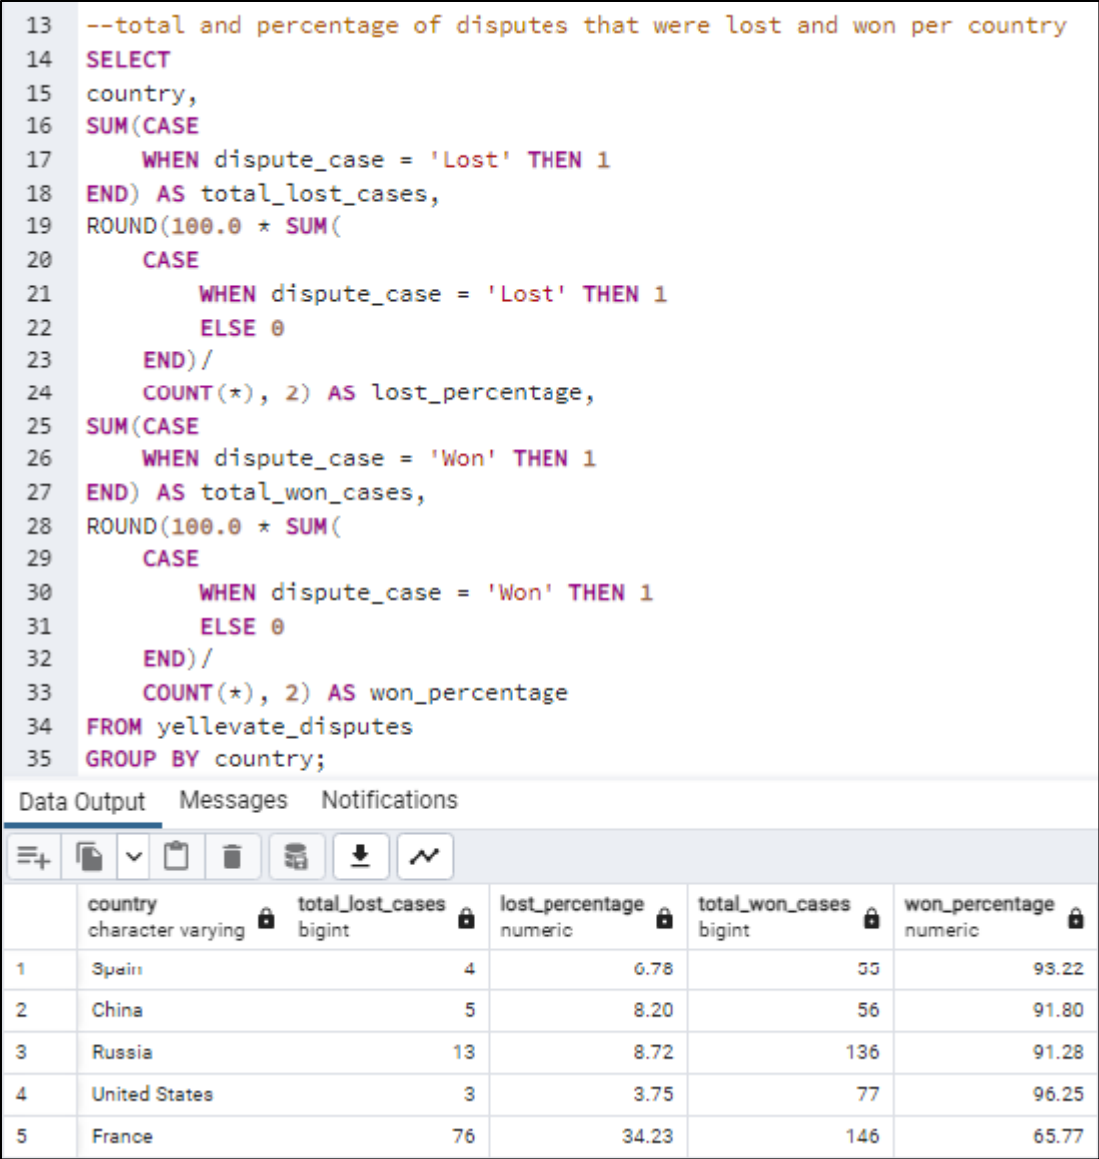 13 --total and percentage of disputes that were lost and won per country
14 SELECT
15 country,
16 SUM(CASE
17 WHEN dispute_case = 'Lost' THEN 1
18 END) AS total_lost_cases,
19 ROUND(100.0 * SUM(
20 CASE
21 WHEN dispute_case = 'Lost' THEN 1
22 ELSE 0
23 END)/
24 COUNT(*), 2) AS lost_percentage,
25 SUM(CASE
26 WHEN dispute_case = 'Won' THEN 1
27 END) AS total_won_cases,
28 ROUND(100.0 * SUM(
29 CASE
30 WHEN dispute_case = 'Won' THEN 1
31 ELSE 0
32 END)/
33 COUNT(*), 2) AS won_percentage
34 FROM yellevate_disputes
35 GROUP BY country;
Data Output Messages Notifications
country total_lost_cases lost_percentage total_won_cases won_percentage
character varying bigint numeric bigint numeric
1 Spain 4 6.78 55 93.22
2 China 5 8.20 56 91.80
3 Russia 13 8.72 136 91.28
4 United States 3 3.75 77 96.25
5 France 76 34.23 146 65.77